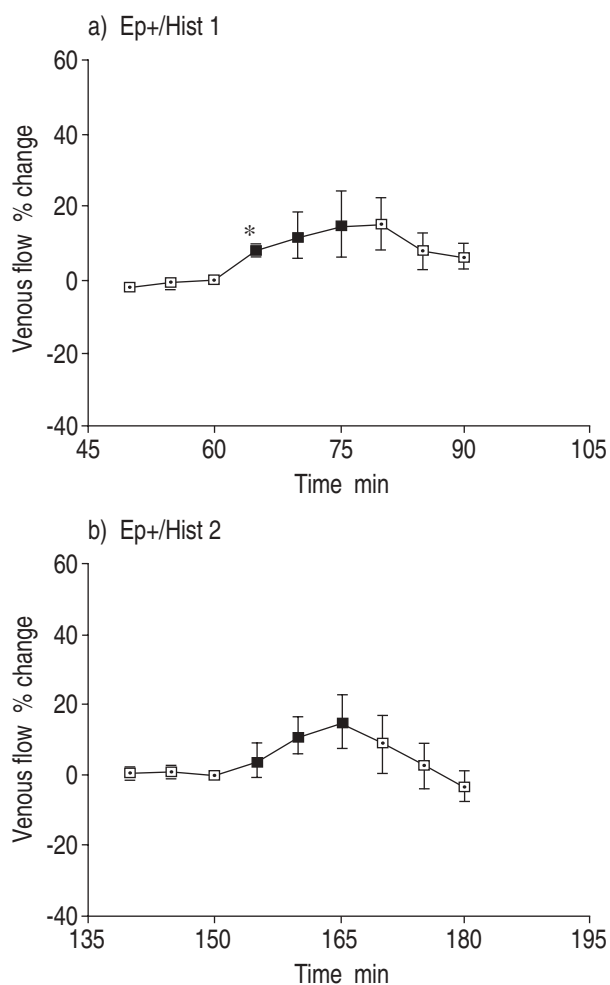 a) Ep+/Hist 1
60
40
20
0
-20
-40
Venous flow % change
*
45 60 75 90 105
Time min
b) Ep+/Hist 2
60
40
20
0
-20
-40
Venous flow % change
135 150 165 180 195
Time min